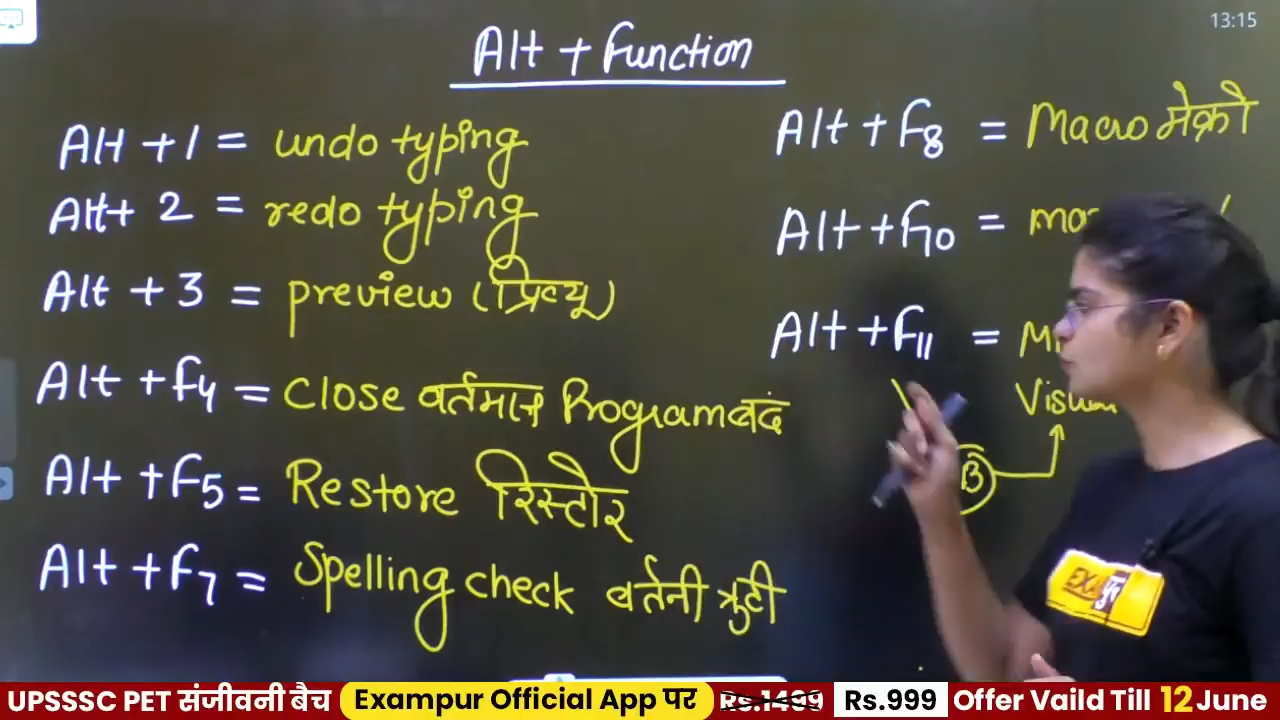 13:15
Alt + Function
Alt + 1 = undo typing
Alt + 2 = redo typing
Alt + 3 = preview (प्रिव्यू)
Alt + F4 = Close वर्तमान Program बंद
Alt + F5 = Restore रिस्टोर
Alt + F7 = Spelling check वर्तनी त्रुटी
Alt + F8 = Macro मेक्रो
Alt + F10 =
Alt + F11 =
B
EXAMपुर
UPSSSC PET संजीवनी बैच Exampur Official App पर Rs.1499 Rs.999 Offer Vaild Till 12 June